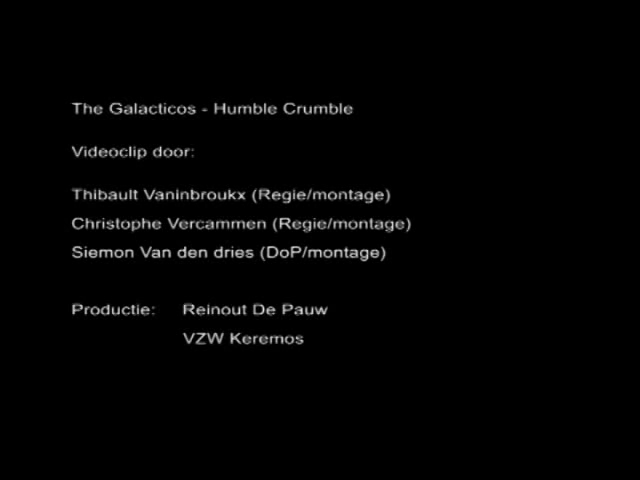 The Galacticos - Humble Crumble
Videoclip door:
Thibault Vaninbroukx (Regie/montage)
Christophe Vercammen (Regie/montage)
Siemon Van den dries (DoP/montage)
Productie: Reinout De Pauw
VZW Keremos